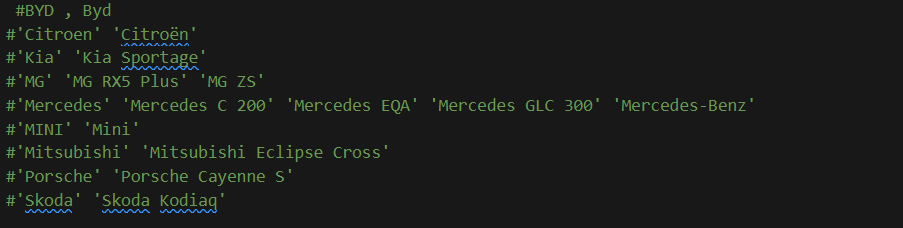 #BYD , Byd
#'Citroen' 'Citroën'
#'Kia' 'Kia Sportage'
#'MG' 'MG RX5 Plus' 'MG ZS'
#'Mercedes' 'Mercedes C 200' 'Mercedes EQA' 'Mercedes GLC 300' 'Mercedes-Benz'
#'MINI' 'Mini'
#'Mitsubishi' 'Mitsubishi Eclipse Cross'
#'Porsche' 'Porsche Cayenne S'
#'Skoda' 'Skoda Kodiaq'